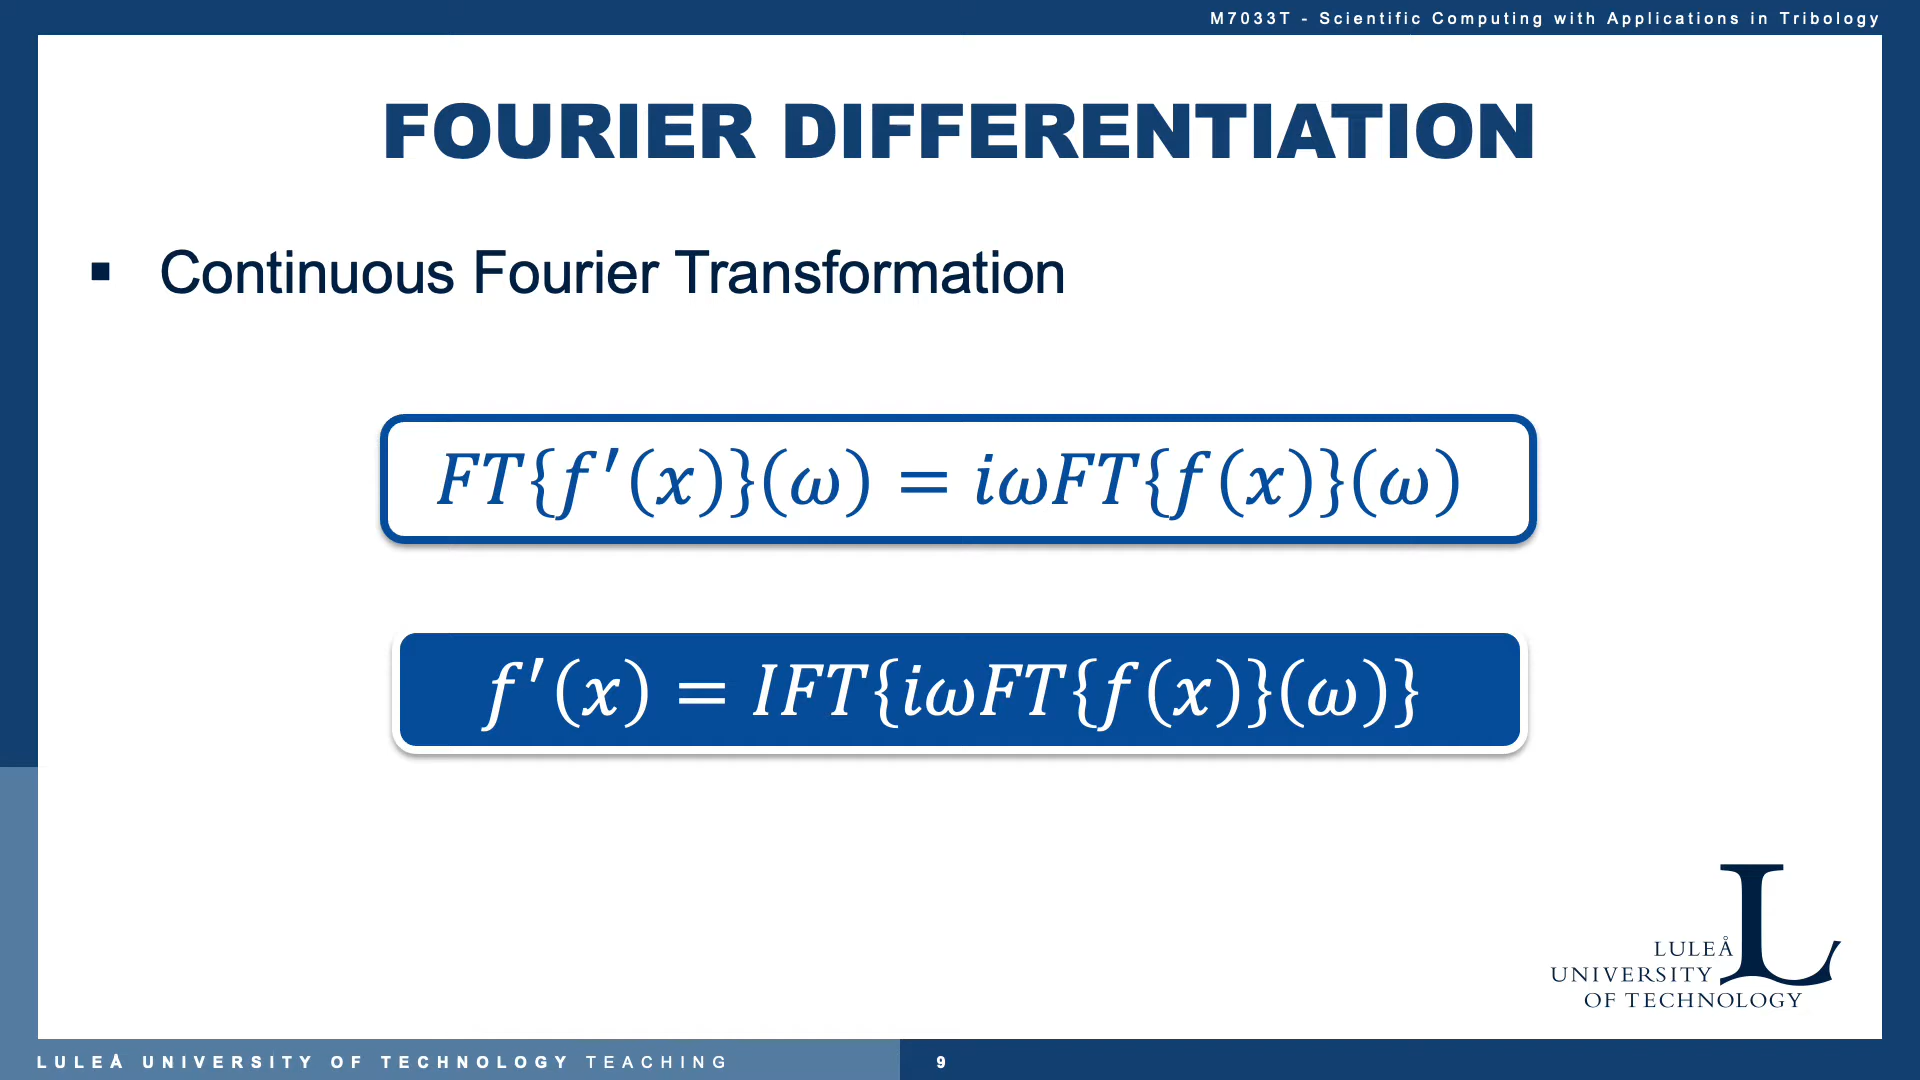 M7033T - Scientific Computing with Applications in Tribology
FOURIER DIFFERENTIATION
▪ Continuous Fourier Transformation
FT{f′(x)}(ω) = iωFT{f(x)}(ω)
f′(x) = IFT{iωFT{f(x)}(ω)}
LULEÅ
UNIVERSITY
OF TECHNOLOGY
LULEÅ UNIVERSITY OF TECHNOLOGY TEACHING
9